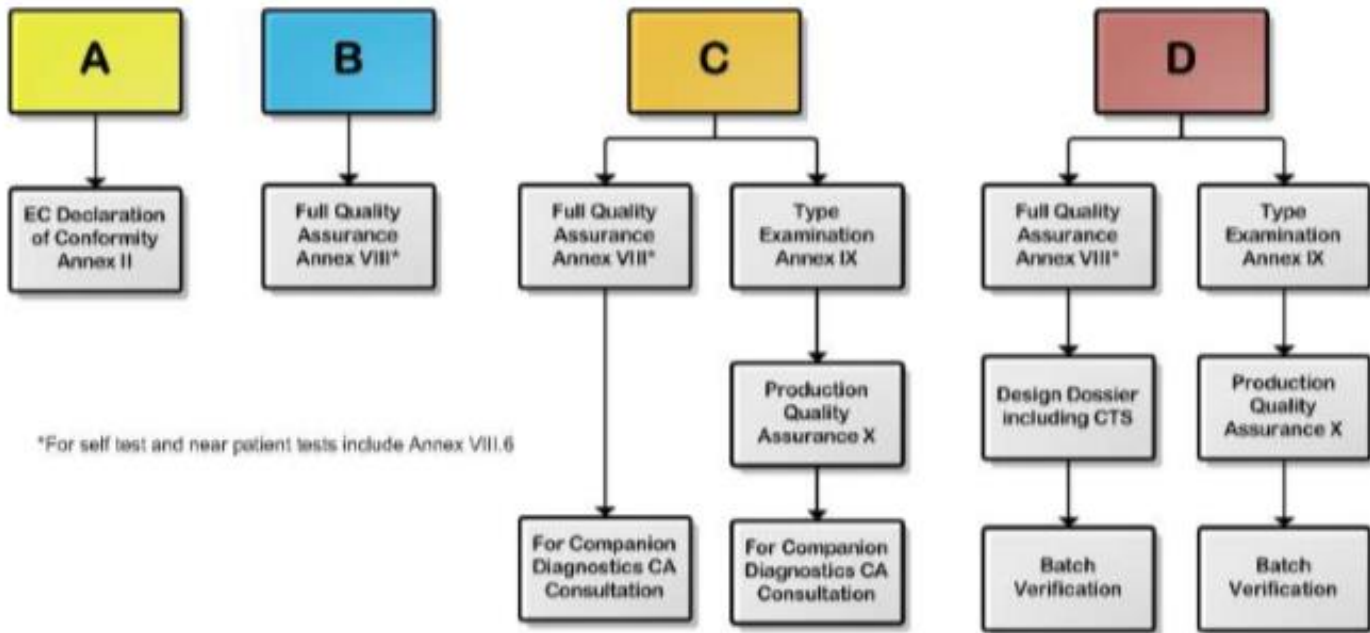 A
B
C
D
EC Declaration
of Conformity
Annex II
Full Quality
Assurance
Annex VIII*
Full Quality
Assurance
Annex VIII*
Type
Examination
Annex IX
Full Quality
Assurance
Annex VIII*
Type
Examination
Annex IX
Production
Quality
Assurance X
Design Dossier
including CTS
Production
Quality
Assurance X
*For self test and near patient tests include Annex VIII.6
For Companion
Diagnostics CA
Consultation
For Companion
Diagnostics CA
Consultation
Batch
Verification
Batch
Verification